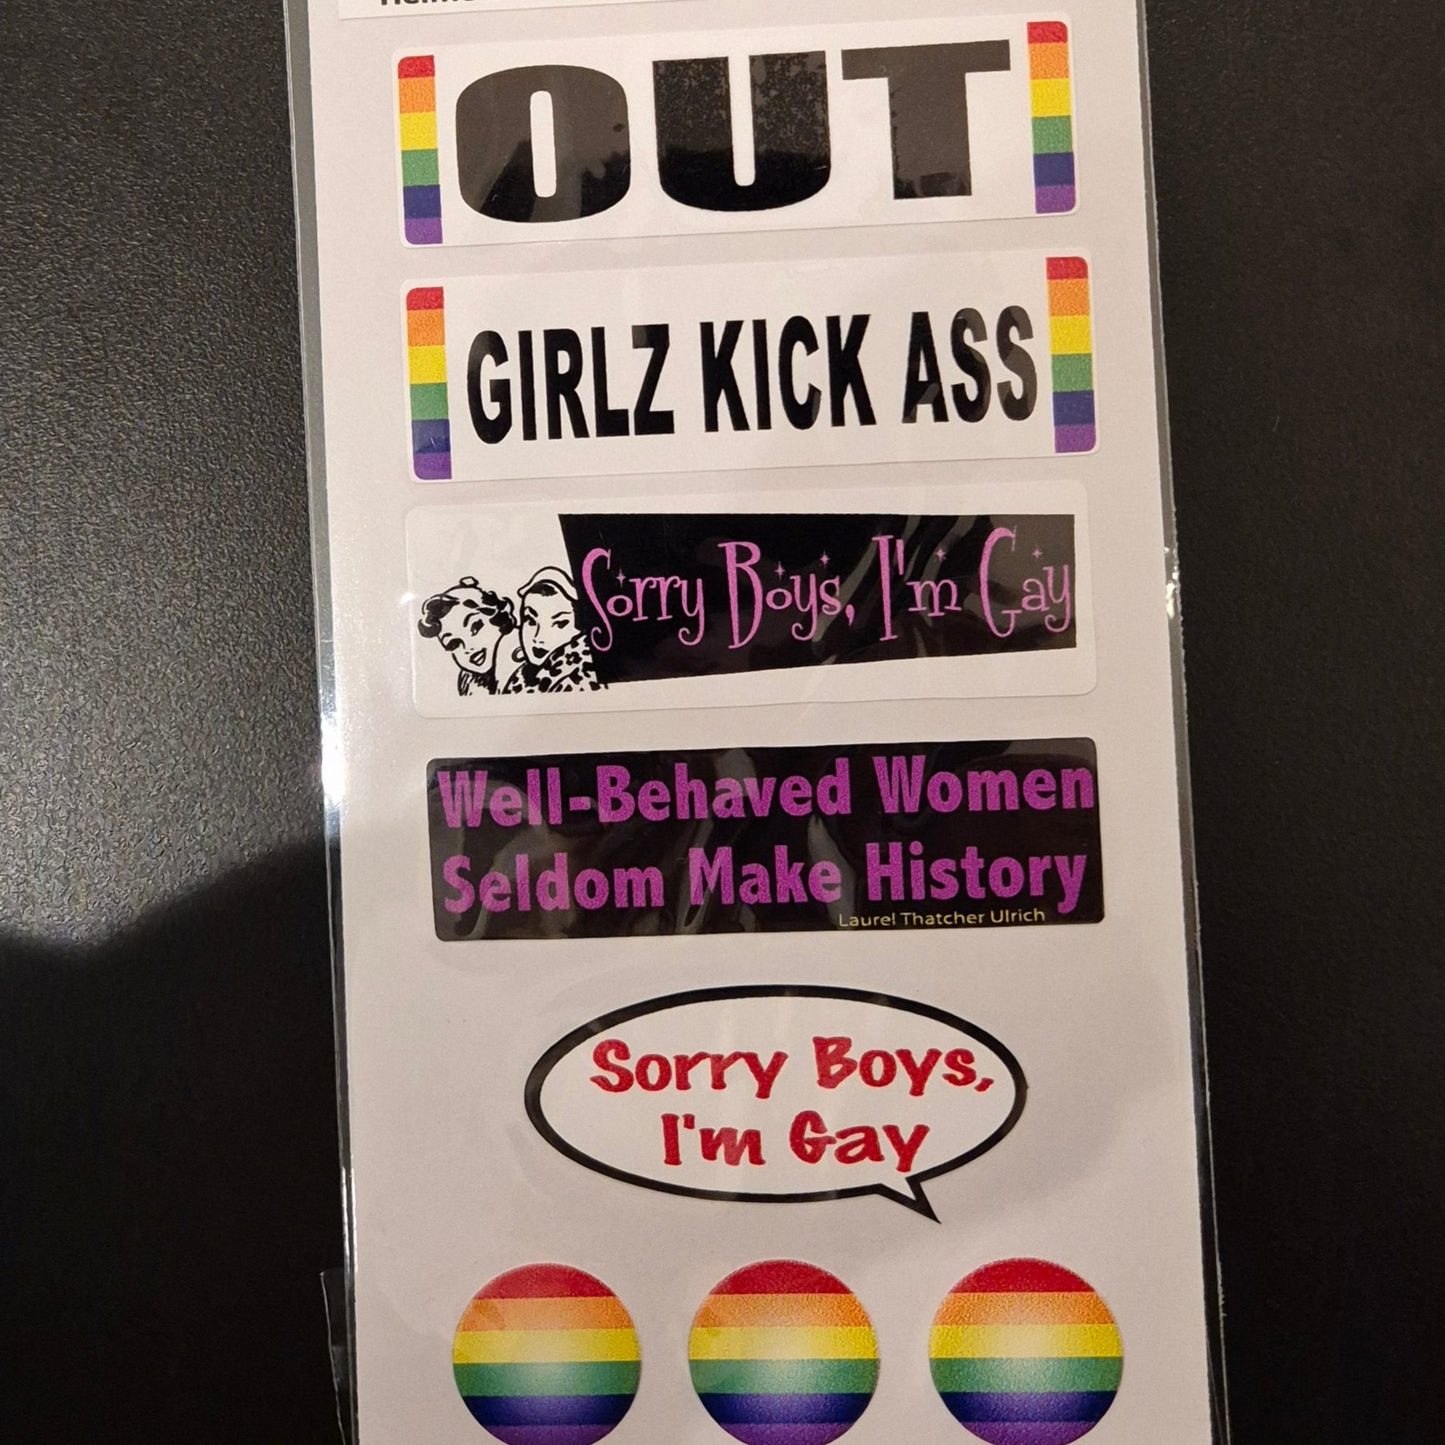 OUT
GIRLZ KICK ASS
Sorry Boys, I'm Gay
Well-Behaved Women
Seldom Make History
Laurel Thatcher Ulrich
Sorry Boys,
I'm Gay